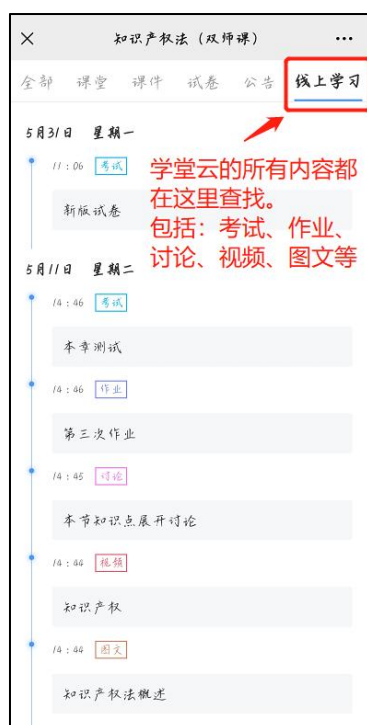 知识产权法（双师课）
全部 课堂 课件 试卷 公告 线上学习
5月31日 星期一
11:06 考试
新版试卷
学堂云的所有内容都
在这里查找。
包括：考试、作业、
讨论、视频、图文等
5月11日 星期二
14:46 考试
本章测试
14:46 作业
第三次作业
14:45 讨论
本节知识点展开讨论
14:44 视频
知识产权
14:44 图文
知识产权法概述